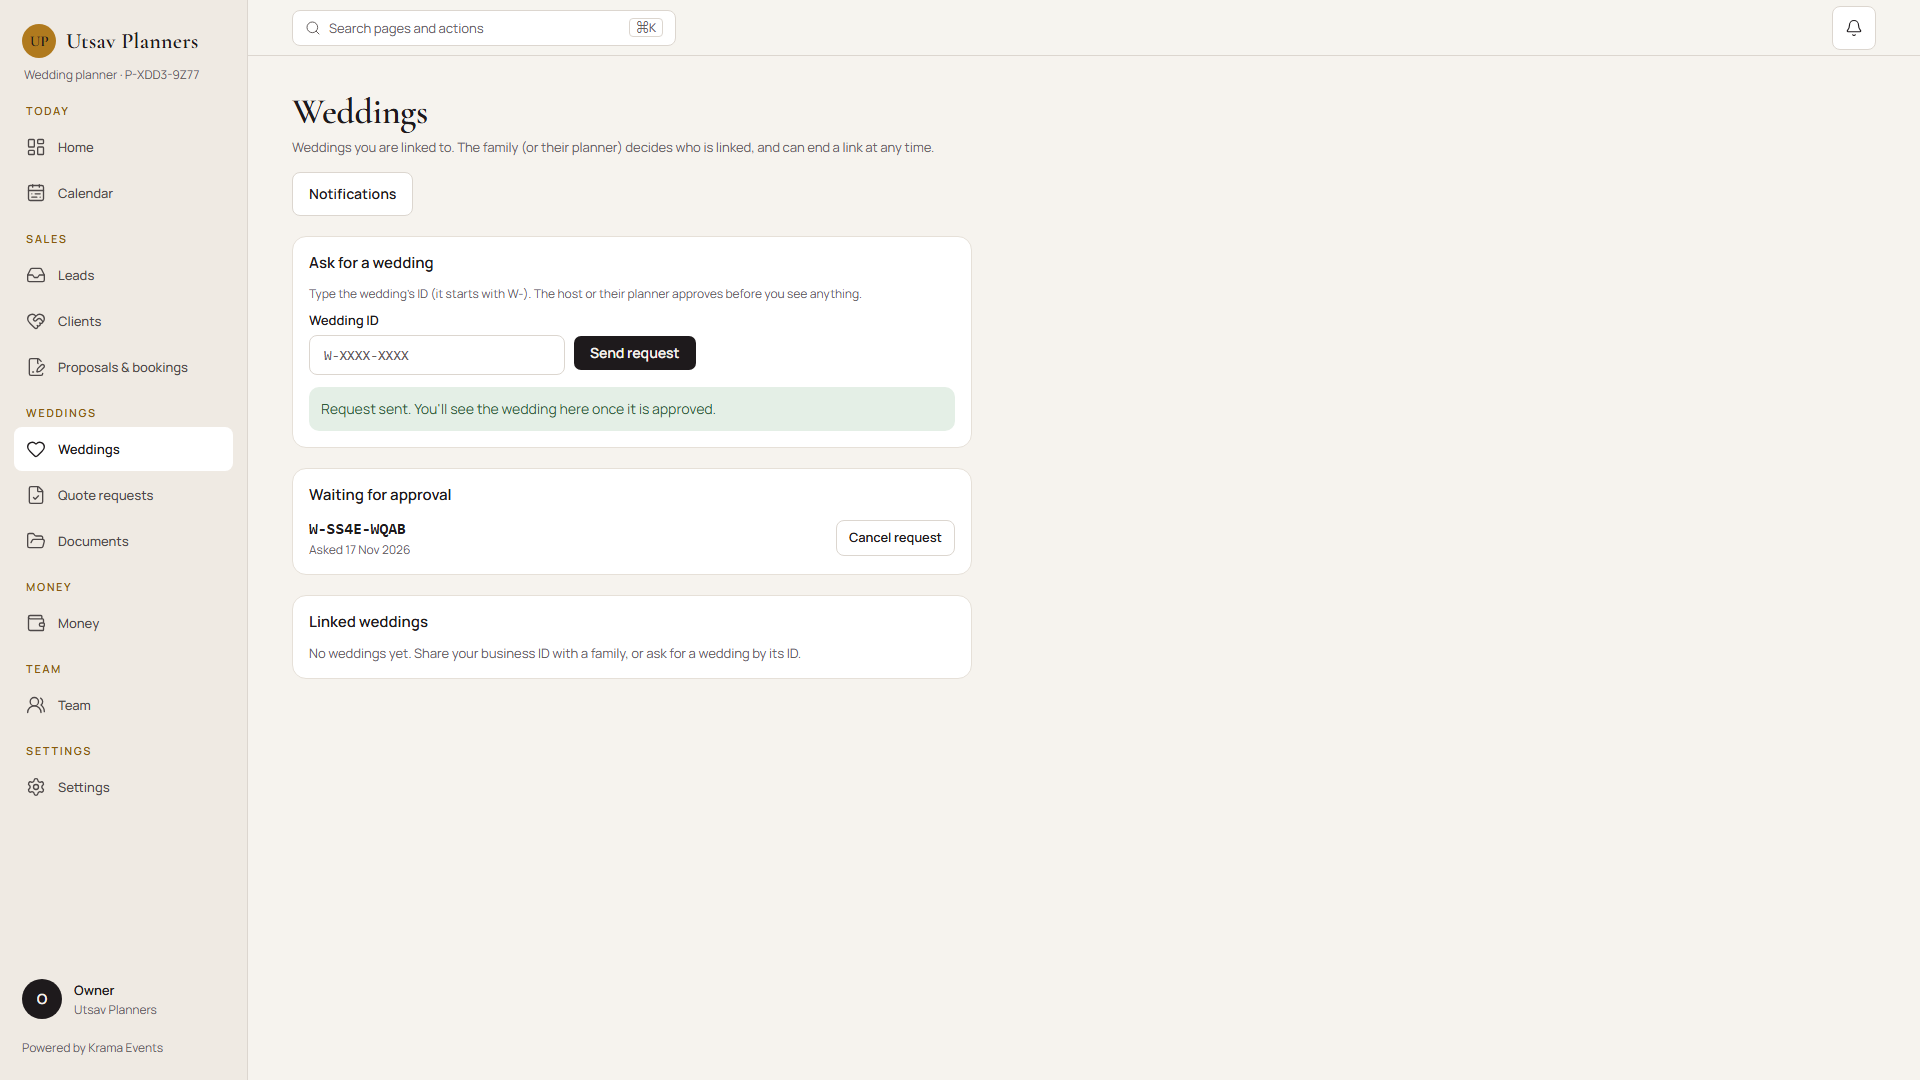 UP Utsav Planners
Wedding planner · P-XDD3-9Z77
TODAY
Home
Calendar
SALES
Leads
Clients
Proposals & bookings
WEDDINGS
Weddings
Quote requests
Documents
MONEY
Money
TEAM
Team
SETTINGS
Settings
O
Owner
Utsav Planners
Powered by Krama Events
Search pages and actions ⌘K
Weddings
Weddings you are linked to. The family (or their planner) decides who is linked, and can end a link at any time.
Notifications
Ask for a wedding
Type the wedding's ID (it starts with W-). The host or their planner approves before you see anything.
Wedding ID
W-XXXX-XXXX
Send request
Request sent. You'll see the wedding here once it is approved.
Waiting for approval
W-SS4E-WQAB
Asked 17 Nov 2026
Cancel request
Linked weddings
No weddings yet. Share your business ID with a family, or ask for a wedding by its ID.